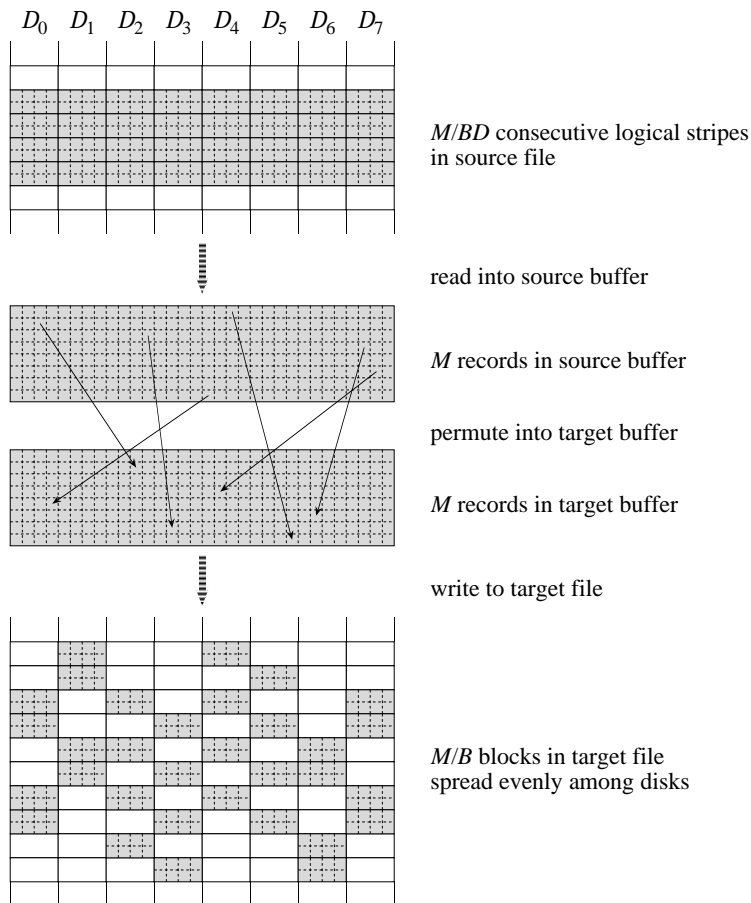 D0 D1 D2 D3 D4 D5 D6 D7
M/BD consecutive logical stripes
in source file
read into source buffer
M records in source buffer
permute into target buffer
M records in target buffer
write to target file
M/B blocks in target file
spread evenly among disks